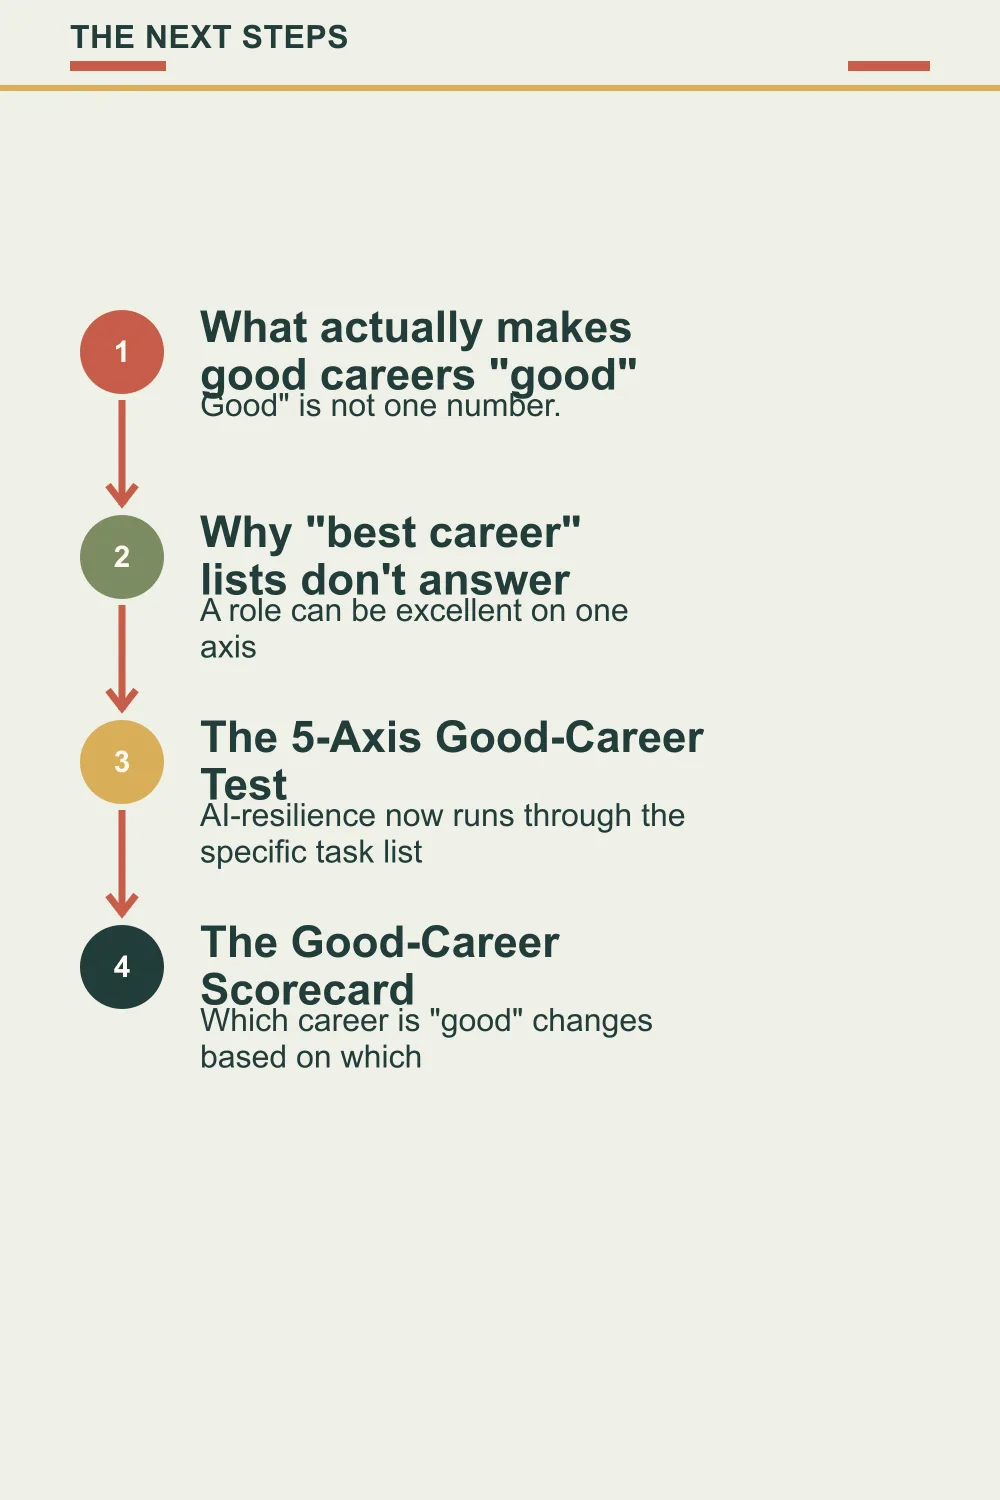 THE NEXT STEPS
1
What actually makes
good careers "good"
Good" is not one number.
2
Why "best career"
lists don't answer
A role can be excellent on one
axis
3
The 5-Axis Good-Career
Test
AI-resilience now runs through the
specific task list
4
The Good-Career
Scorecard
Which career is "good" changes
based on which